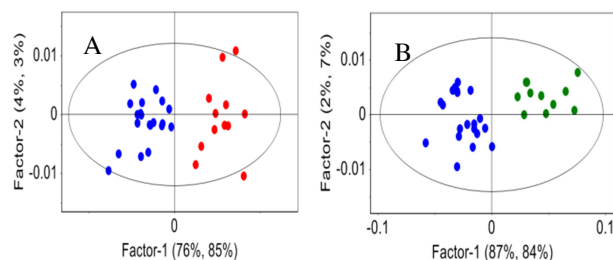 A
Factor-2 (4%, 3%)
0.01
0
-0.01
0
Factor-1 (76%, 85%)
B
Factor-2 (2%, 7%)
0.01
0
-0.01
-0.1
0
0.1
Factor-1 (87%, 84%)